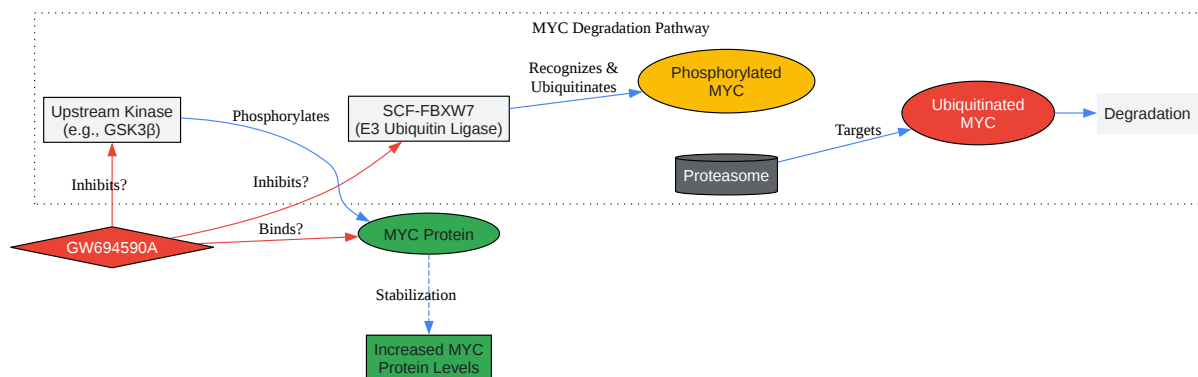 MYC Degradation Pathway
Recognizes &
Ubiquitinates
Phosphorylated
MYC
Upstream Kinase
(e.g., GSK3β)
Phosphorylates
SCF-FBXW7
(E3 Ubiquitin Ligase)
Ubiquitinated
MYC
Degradation
Targets
Proteasome
Inhibits?
Inhibits?
GW694590A
Binds?
MYC Protein
Stabilization
Increased MYC
Protein Levels